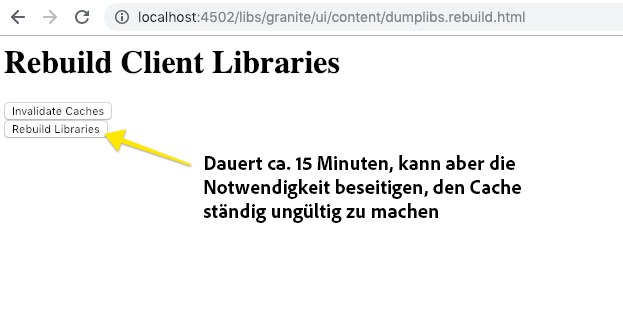 localhost:4502/libs/granite/ui/content/dumplibs.rebuild.html
Rebuild Client Libraries
Invalidate Caches
Rebuild Libraries
Dauert ca. 15 Minuten, kann aber die
Notwendigkeit beseitigen, den Cache
ständig ungültig zu machen